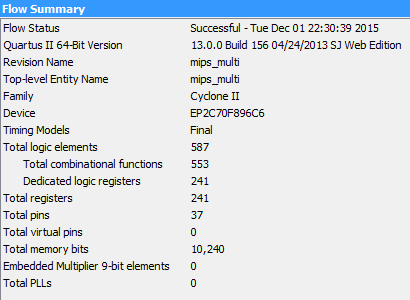 Flow Summary
Flow Status Successful - Tue Dec 01 22:30:39 2015
Quartus II 64-Bit Version 13.0.0 Build 156 04/24/2013 SJ Web Edition
Revision Name mips_multi
Top-level Entity Name mips_multi
Family Cyclone II
Device EP2C70F896C6
Timing Models Final
Total logic elements 587
Total combinational functions 553
Dedicated logic registers 241
Total registers 241
Total pins 37
Total virtual pins 0
Total memory bits 10,240
Embedded Multiplier 9-bit elements 0
Total PLLs 0